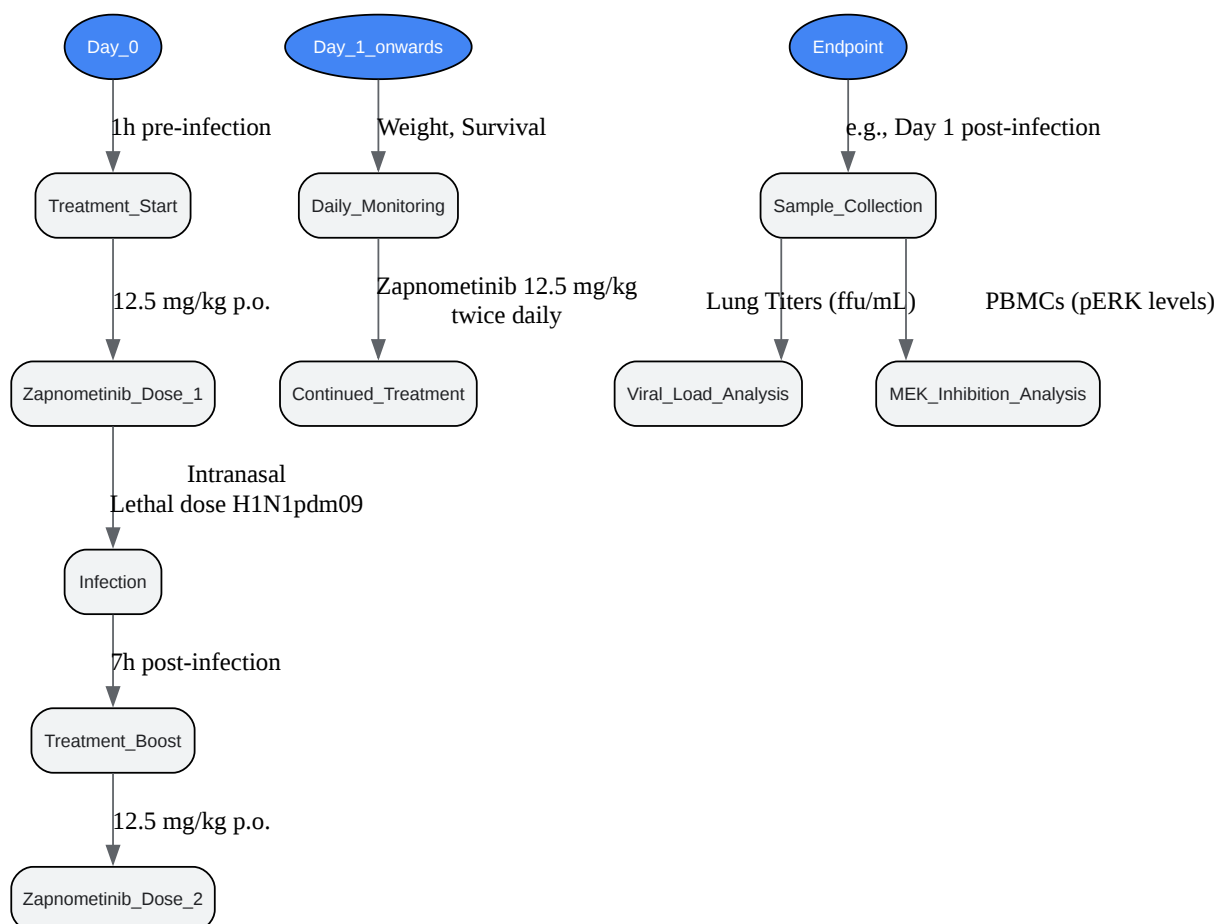 Day_0
1h pre-infection
Treatment_Start
12.5 mg/kg p.o.
Zapnometinib_Dose_1
Intranasal
Lethal dose H1N1pdm09
Infection
7h post-infection
Treatment_Boost
12.5 mg/kg p.o.
Zapnometinib_Dose_2
Day_1_onwards
Weight, Survival
Daily_Monitoring
Zapnometinib 12.5 mg/kg
twice daily
Continued_Treatment
Endpoint
e.g., Day 1 post-infection
Sample_Collection
Lung Titers (ffu/mL)
Viral_Load_Analysis
PBMCs (pERK levels)
MEK_Inhibition_Analysis